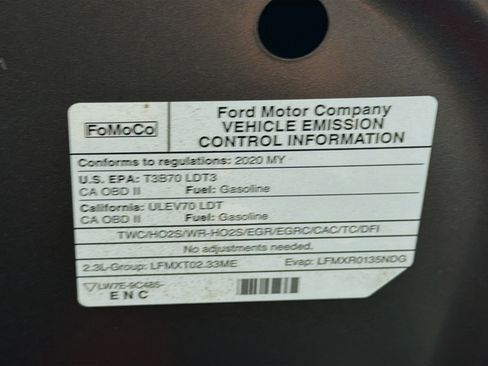 FoMoCo
Ford Motor Company
VEHICLE EMISSION
CONTROL INFORMATION
Conforms to regulations: 2020 MY
U.S. EPA: T3B70 LDT3
CA OBD II Fuel: Gasoline
California: ULEV70 LDT
CA OBD II Fuel: Gasoline
TWC/HO2S/WR-HO2S/EGR/EGRC/CAC/TC/DFI
No adjustments needed.
2.3L-Group: LFMXT02.33ME Evap: LFMXR0135NDG
LW7E-9C485-
ENC